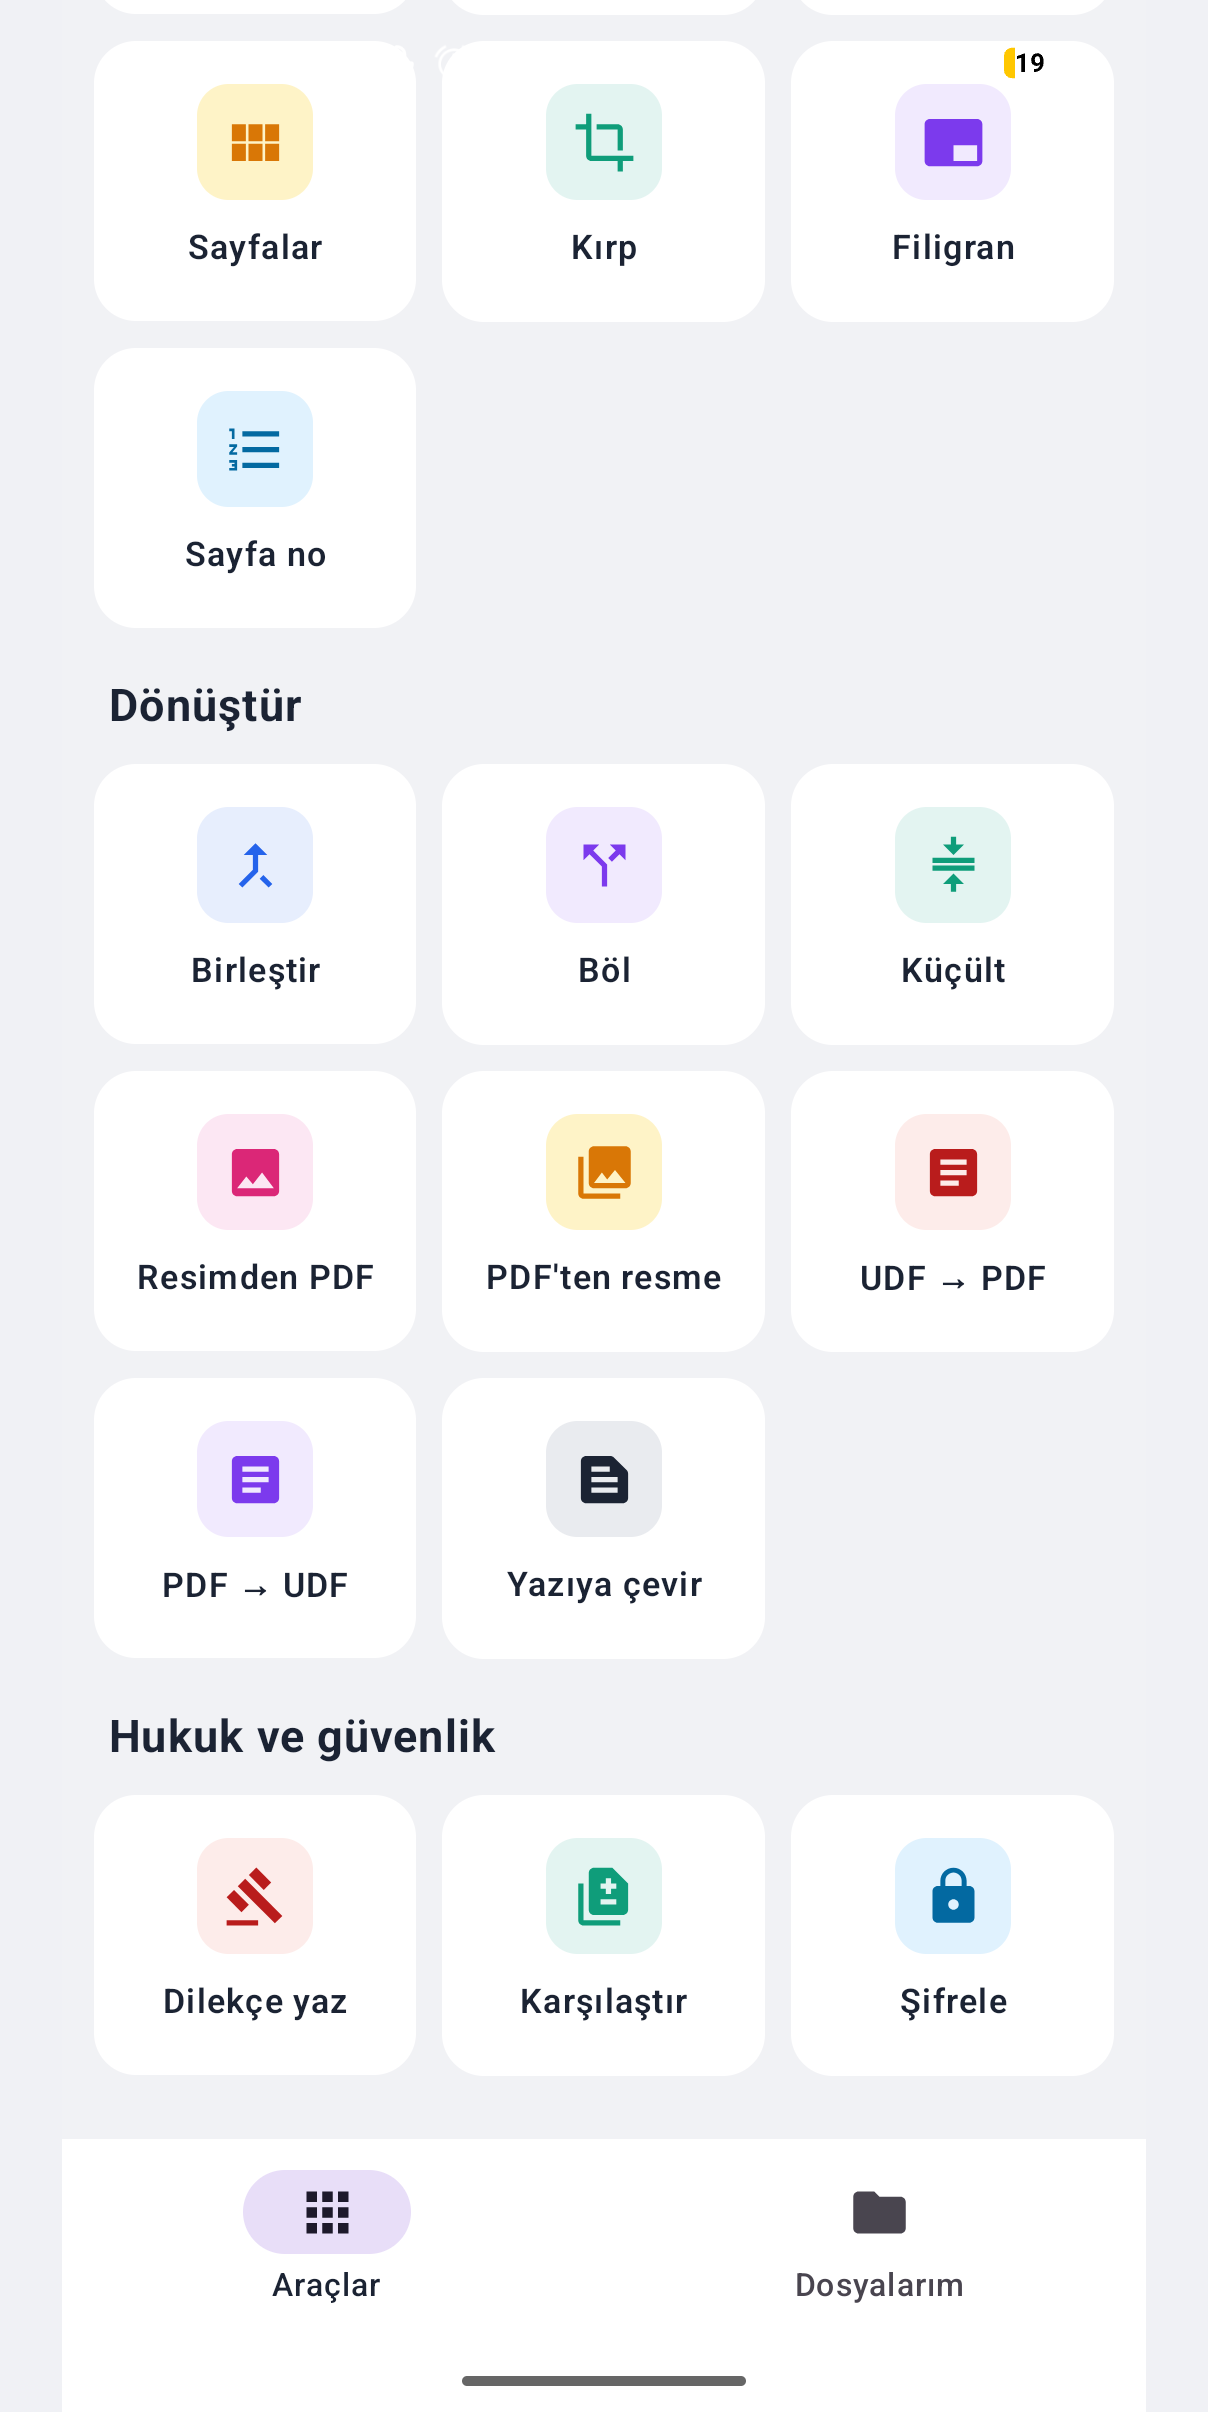 19
Sayfalar
Kırp
Filigran
Sayfa no
Dönüştür
Birleştir
Böl
Küçült
Resimden PDF
PDF'ten resme
UDF → PDF
PDF → UDF
Yazıya çevir
Hukuk ve güvenlik
Dilekçe yaz
Karşılaştır
Şifrele
Araçlar
Dosyalarım